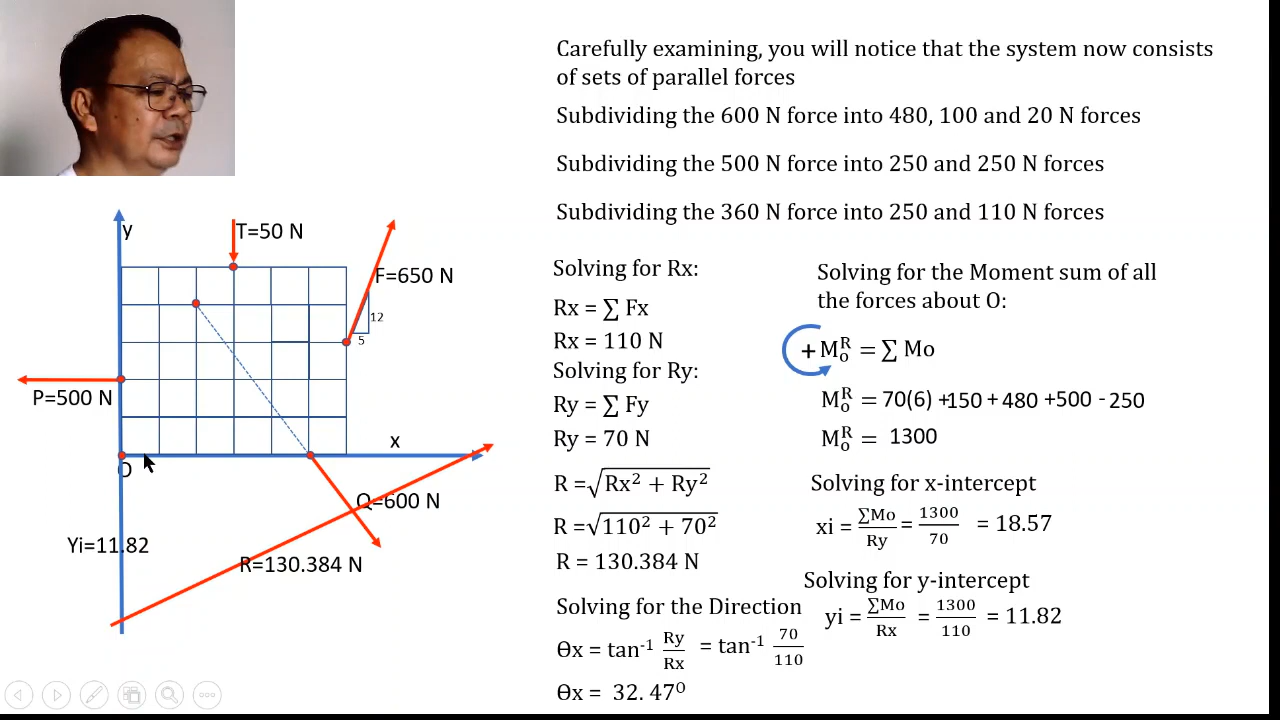 Carefully examining, you will notice that the system now consists
of sets of parallel forces
Subdividing the 600 N force into 480, 100 and 20 N forces
Subdividing the 500 N force into 250 and 250 N forces
Subdividing the 360 N force into 250 and 110 N forces
y
T=50 N
F=650 N
12
5
P=500 N
x
O
Q=600 N
Yi=11.82
R=130.384 N
Solving for Rx:
Rx = ∑ Fx
Rx = 110 N
Solving for Ry:
Ry = ∑ Fy
Ry = 70 N
R =√(Rx² + Ry²)
R =√(110² + 70²)
R = 130.384 N
Solving for the Direction
ϴx = tan⁻¹ Ry/Rx = tan⁻¹ 70/110
ϴx = 32. 47⁰
Solving for the Moment sum of all
the forces about O:
+ M₀ᴿ = ∑ Mo
M₀ᴿ = 70(6) +150 + 480 +500 - 250
M₀ᴿ = 1300
Solving for x-intercept
xi = ∑Mo/Ry = 1300/70 = 18.57
Solving for y-intercept
yi = ∑Mo/Rx = 1300/110 = 11.82